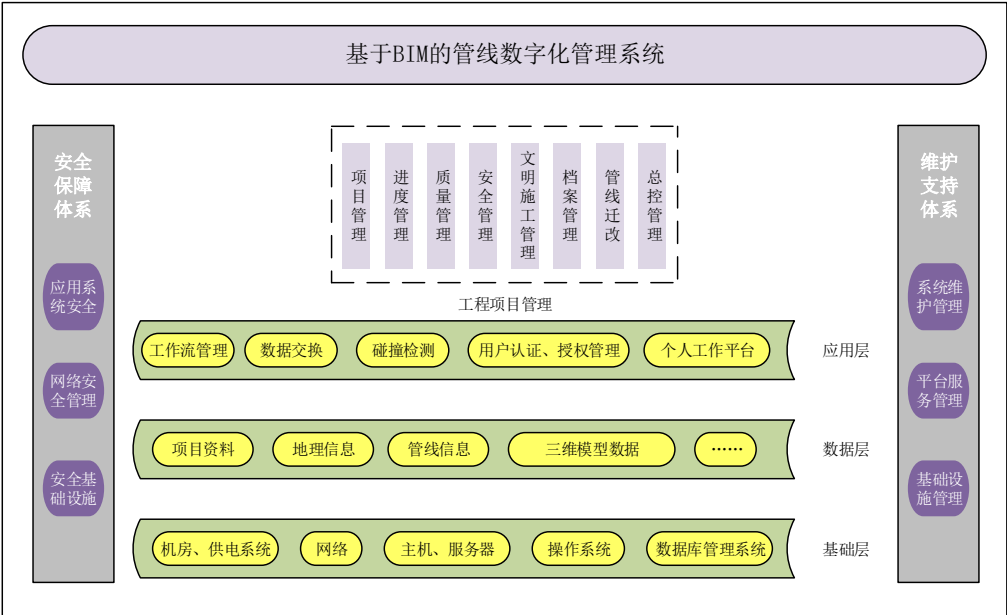 基于BIM的管线数字化管理系统
安全
保障
体系
应用系
统安全
网络安
全管理
安全基
础设施
项目管理
进度管理
质量管理
安全管理
文明施工管理
档案管理
管线迁改
总控管理
工程项目管理
工作流管理
数据交换
碰撞检测
用户认证、授权管理
个人工作平台
应用层
项目资料
地理信息
管线信息
三维模型数据
······
数据层
机房、供电系统
网络
主机、服务器
操作系统
数据库管理系统
基础层
维护
支持
体系
系统维
护管理
平台服
务管理
基础设
施管理